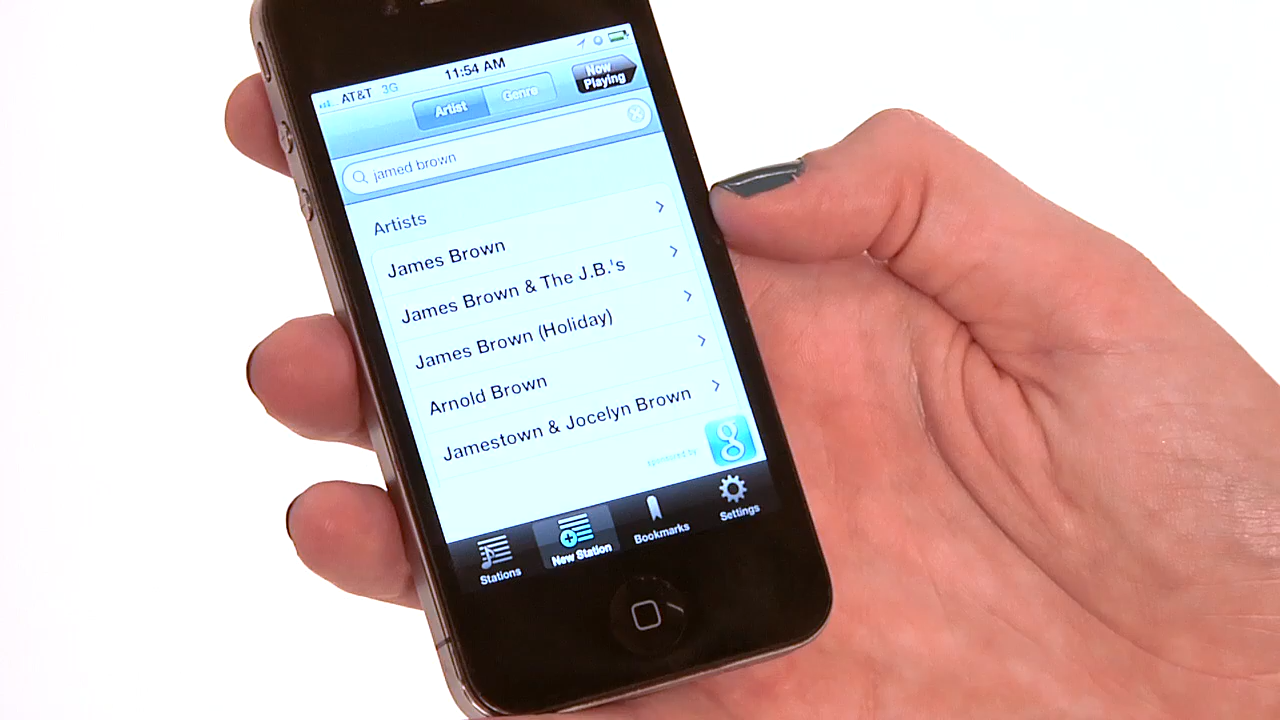 AT&T 3G 11:54 AM
Artist Genre
Now
Playing
jamed brown
Artists
James Brown
James Brown & The J.B.'s
James Brown (Holiday)
Arnold Brown
Jamestown & Jocelyn Brown
sponsored by g
Stations New Station Bookmarks Settings